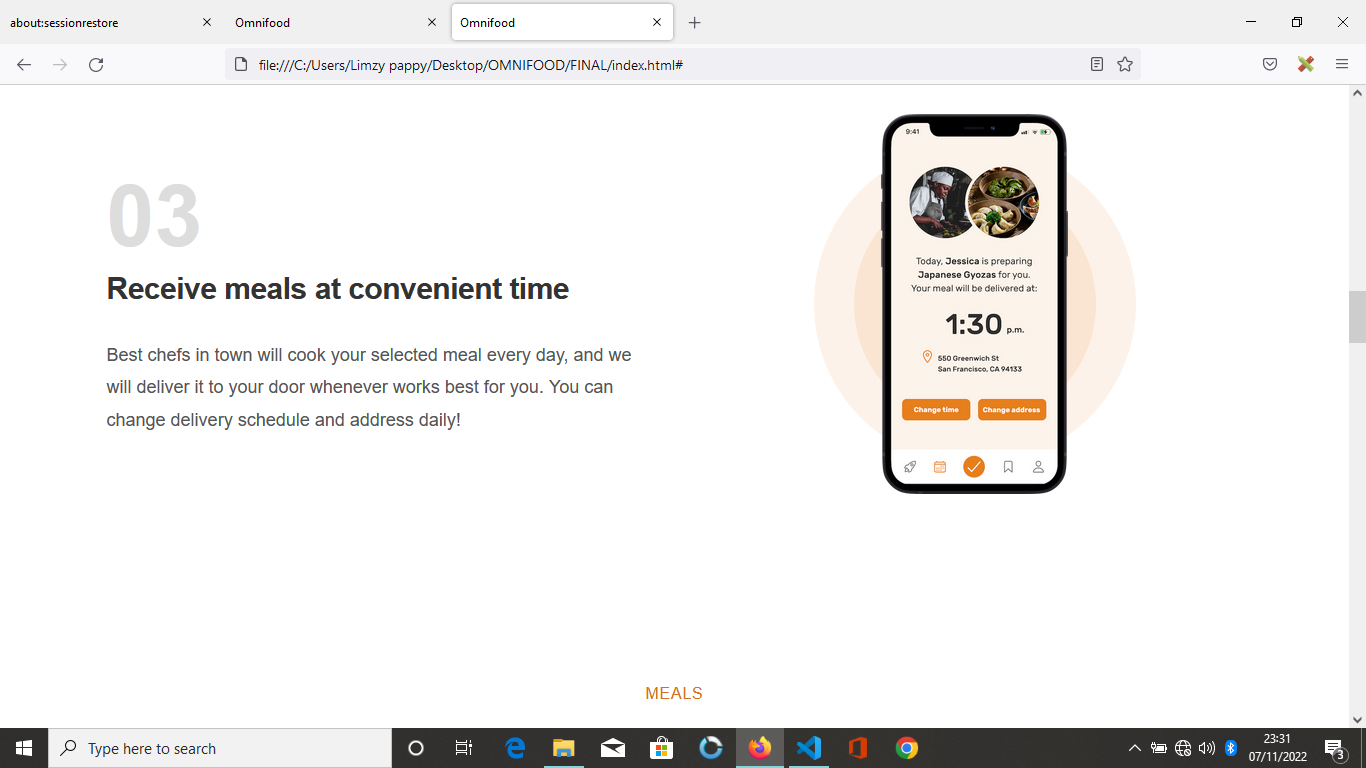 about:sessionrestore
Omnifood
Omnifood
file:///C:/Users/Limzy pappy/Desktop/OMNIFOOD/FINAL/index.html#
03
Receive meals at convenient time
Best chefs in town will cook your selected meal every day, and we
will deliver it to your door whenever works best for you. You can
change delivery schedule and address daily!
9:41
Today, Jessica is preparing
Japanese Gyozas for you.
Your meal will be delivered at:
1:30 p.m.
550 Greenwich St
San Francisco, CA 94133
Change time
Change address
MEALS
Type here to search
23:31
07/11/2022
3